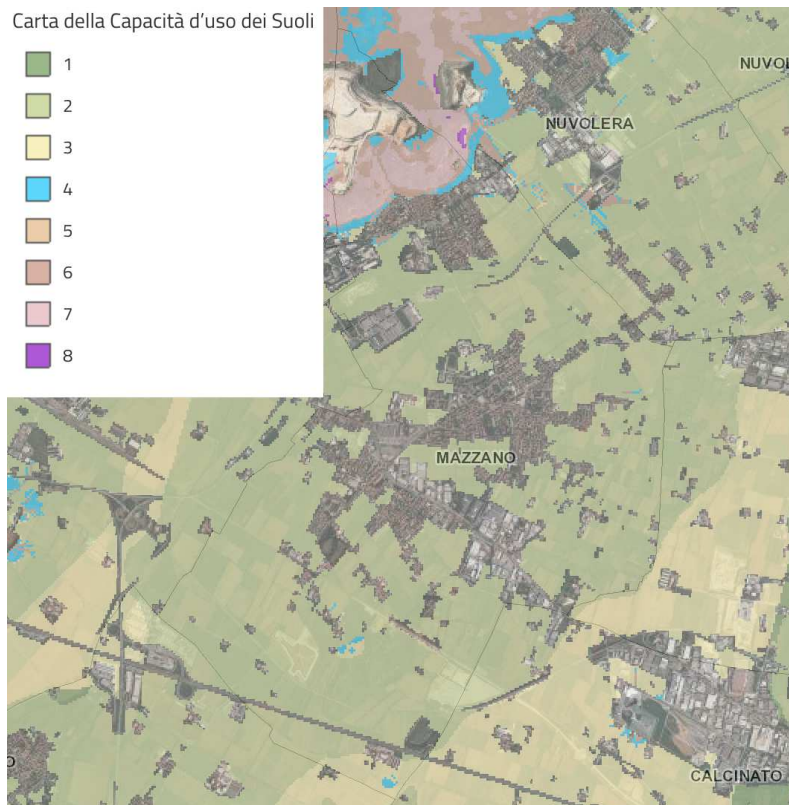 Carta della Capacità d'uso dei Suoli
1
2
3
4
5
6
7
8
NUVOL
NUVOLERA
MAZZANO
O
CALCINATO